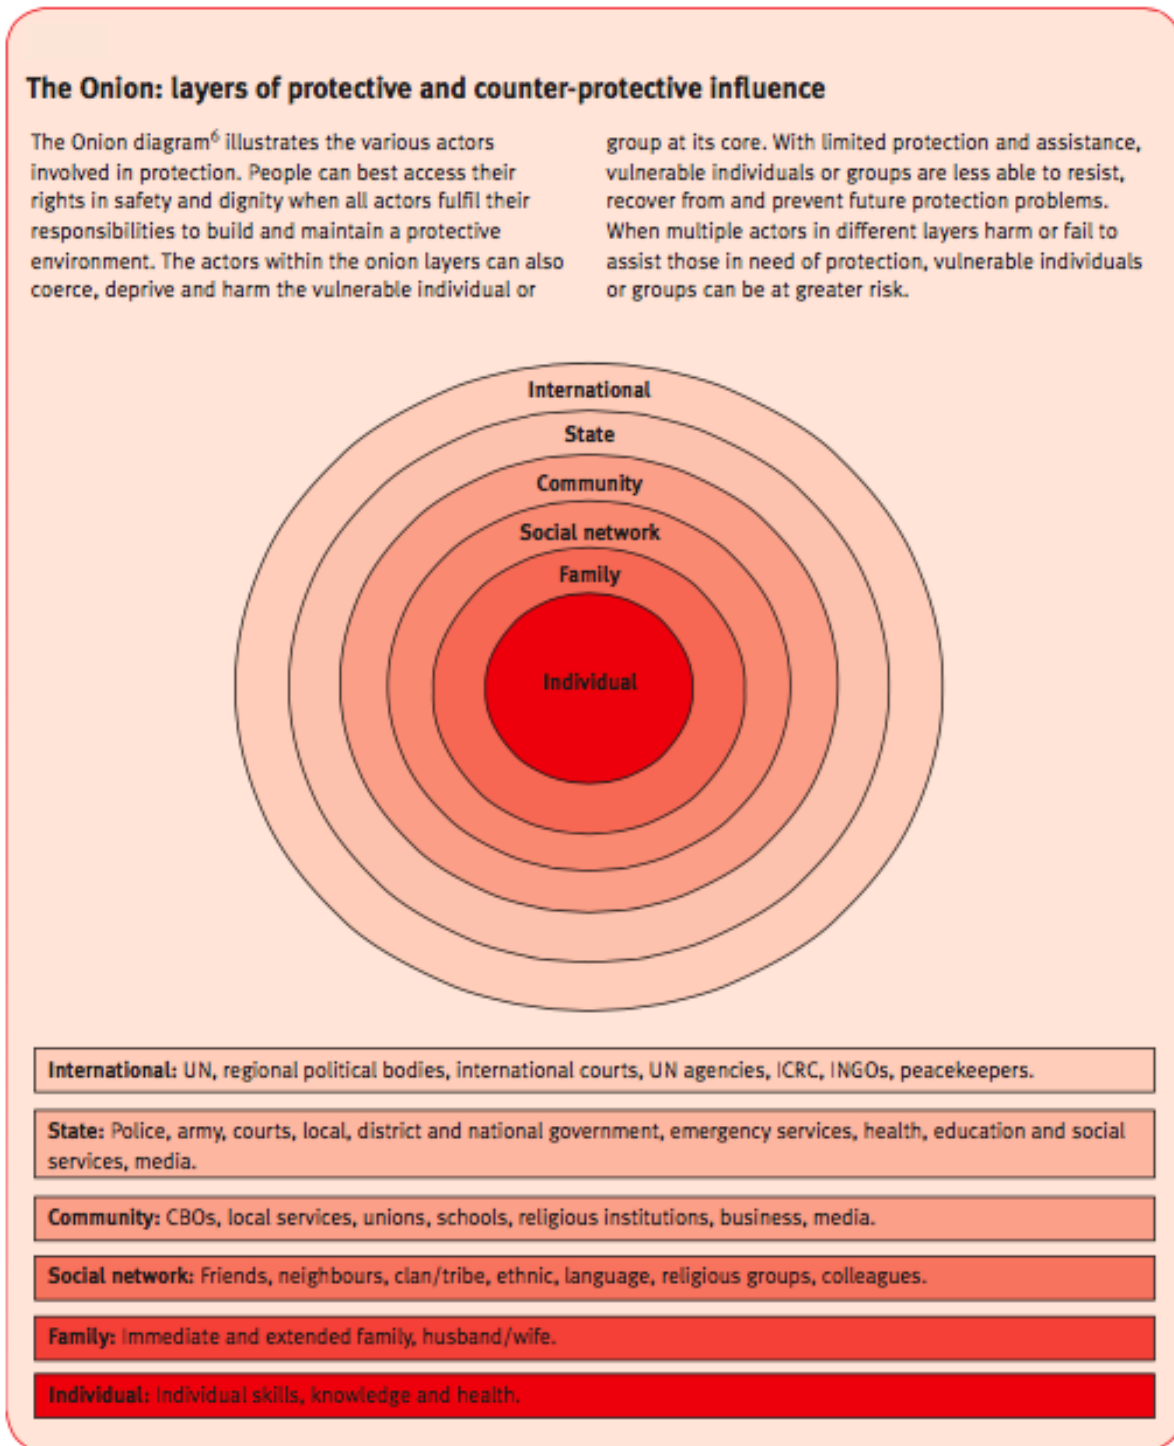 The Onion: layers of protective and counter-protective influence
The Onion diagram⁶ illustrates the various actors
involved in protection. People can best access their
rights in safety and dignity when all actors fulfil their
responsibilities to build and maintain a protective
environment. The actors within the onion layers can also
coerce, deprive and harm the vulnerable individual or
group at its core. With limited protection and assistance,
vulnerable individuals or groups are less able to resist,
recover from and prevent future protection problems.
When multiple actors in different layers harm or fail to
assist those in need of protection, vulnerable individuals
or groups can be at greater risk.
International
State
Community
Social network
Family
Individual
International: UN, regional political bodies, international courts, UN agencies, ICRC, INGOs, peacekeepers.
State: Police, army, courts, local, district and national government, emergency services, health, education and social
services, media.
Community: CBOs, local services, unions, schools, religious institutions, business, media.
Social network: Friends, neighbours, clan/tribe, ethnic, language, religious groups, colleagues.
Family: Immediate and extended family, husband/wife.
Individual: Individual skills, knowledge and health.